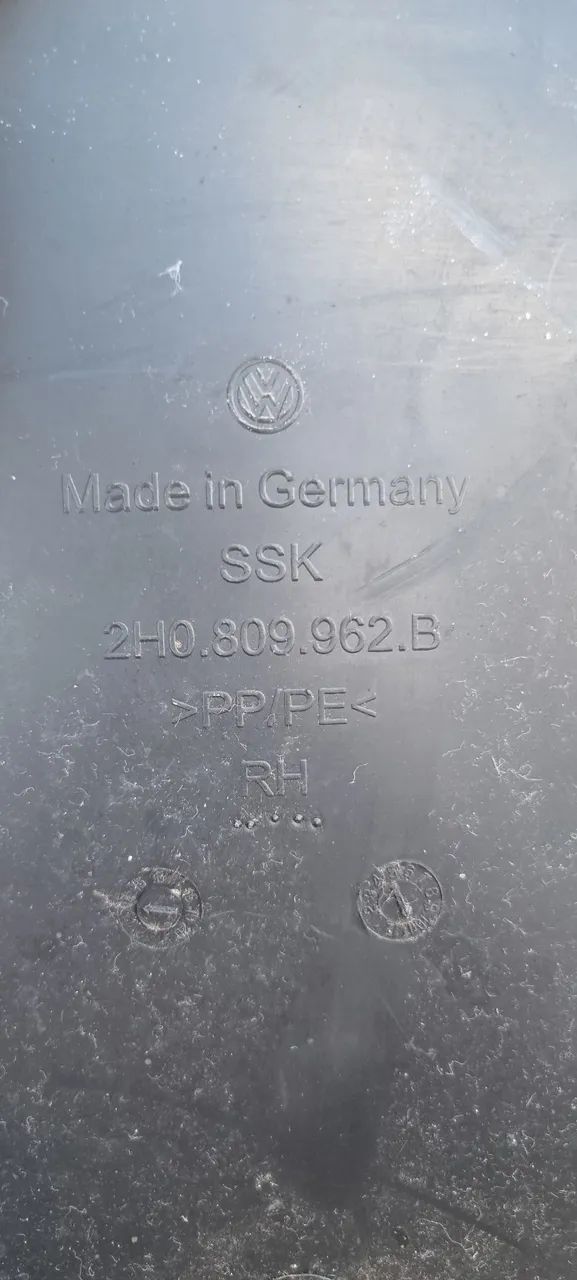 Made in Germany
SSK
2H0.809.962.B
>PP/PE<
RH